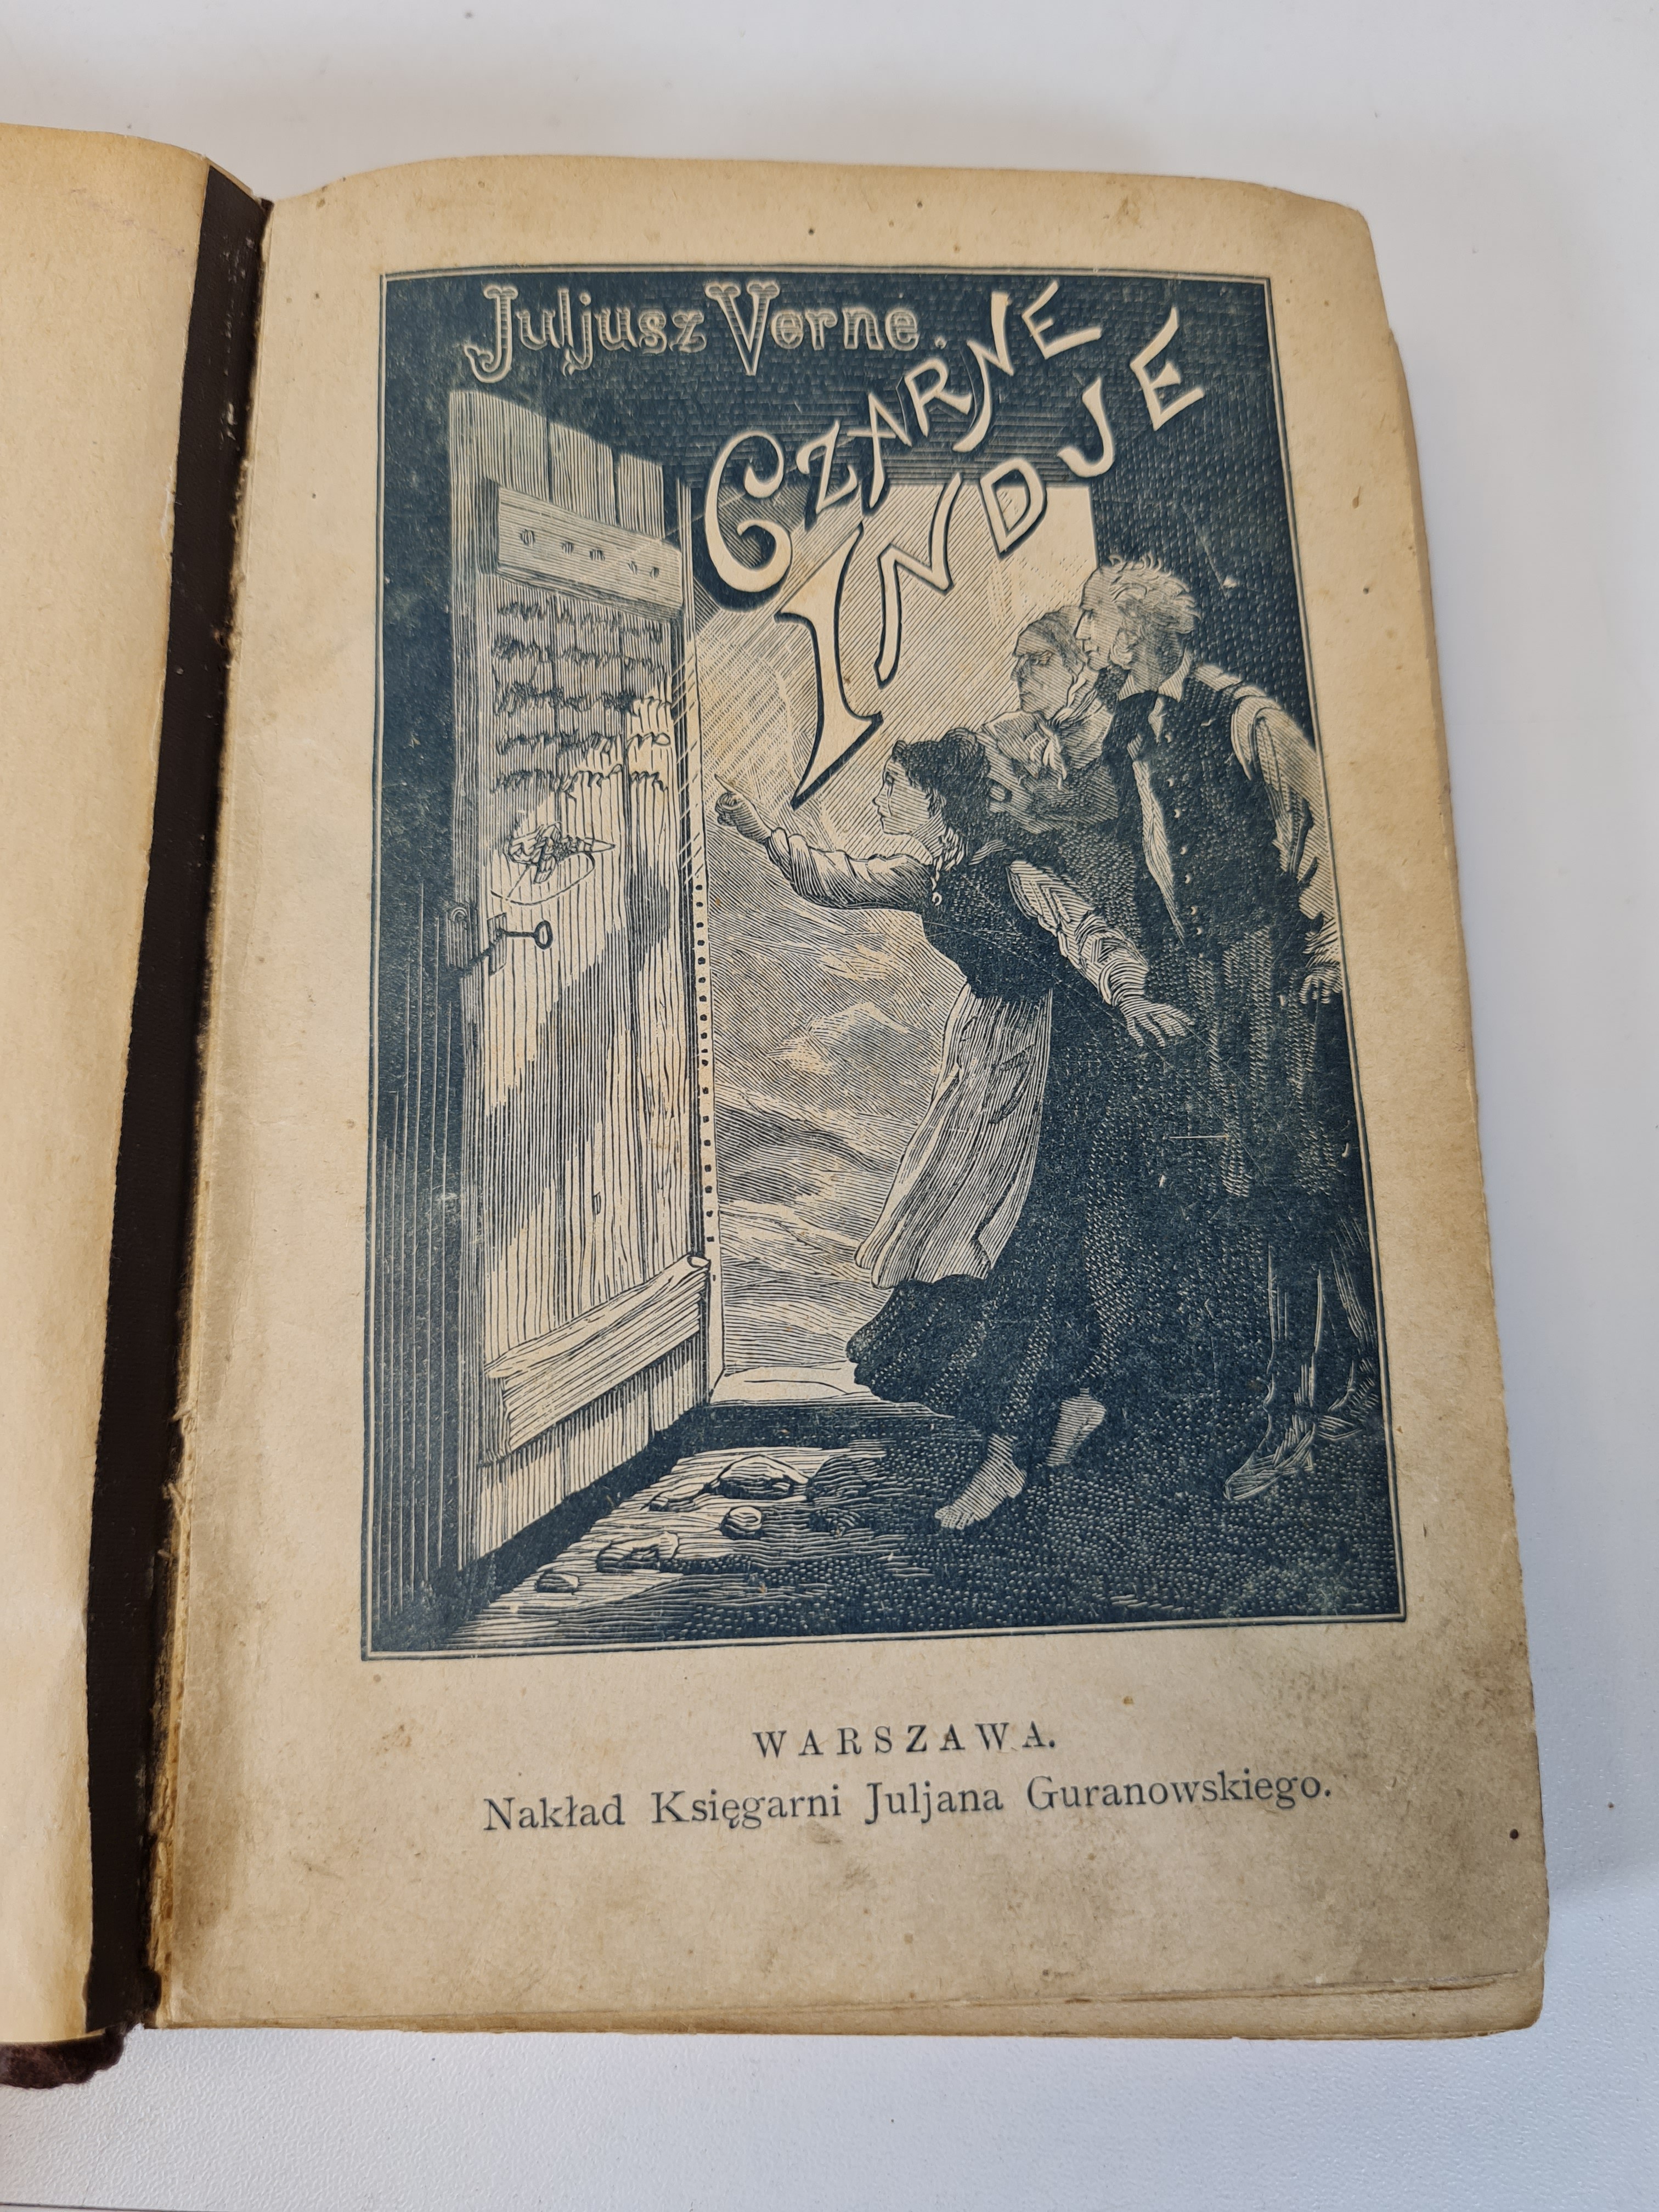 Juljusz Verne.
CZARNE
INDJE
WARSZAWA.
Nakład Księgarni Juljana Guranowskiego.